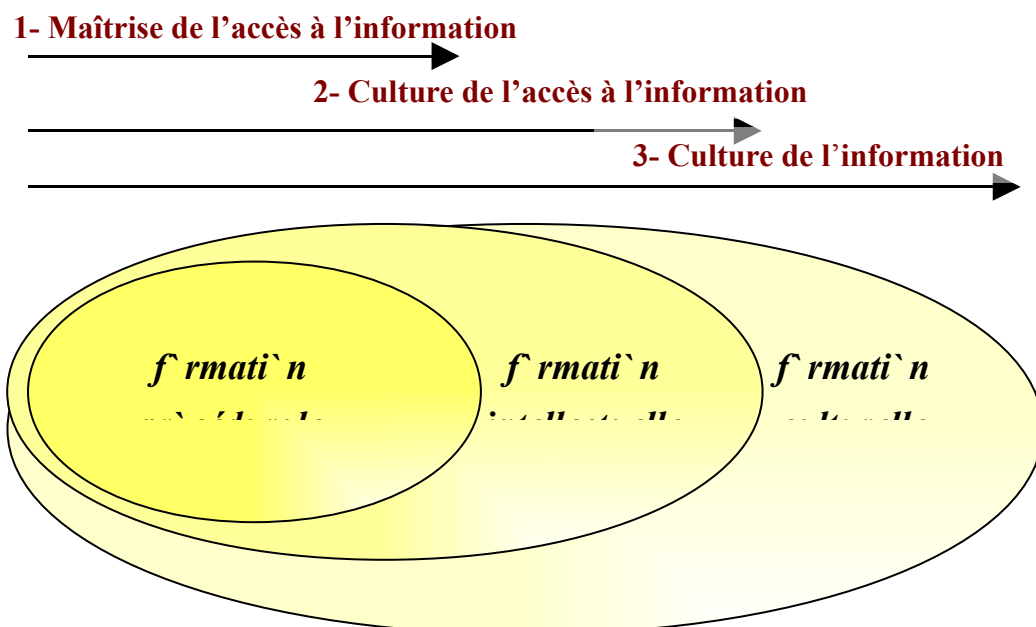 1- Maîtrise de l’accès à l’information
2- Culture de l’accès à l’information
3- Culture de l’information
f` rmati` n f` rmati` n f` rmati` n